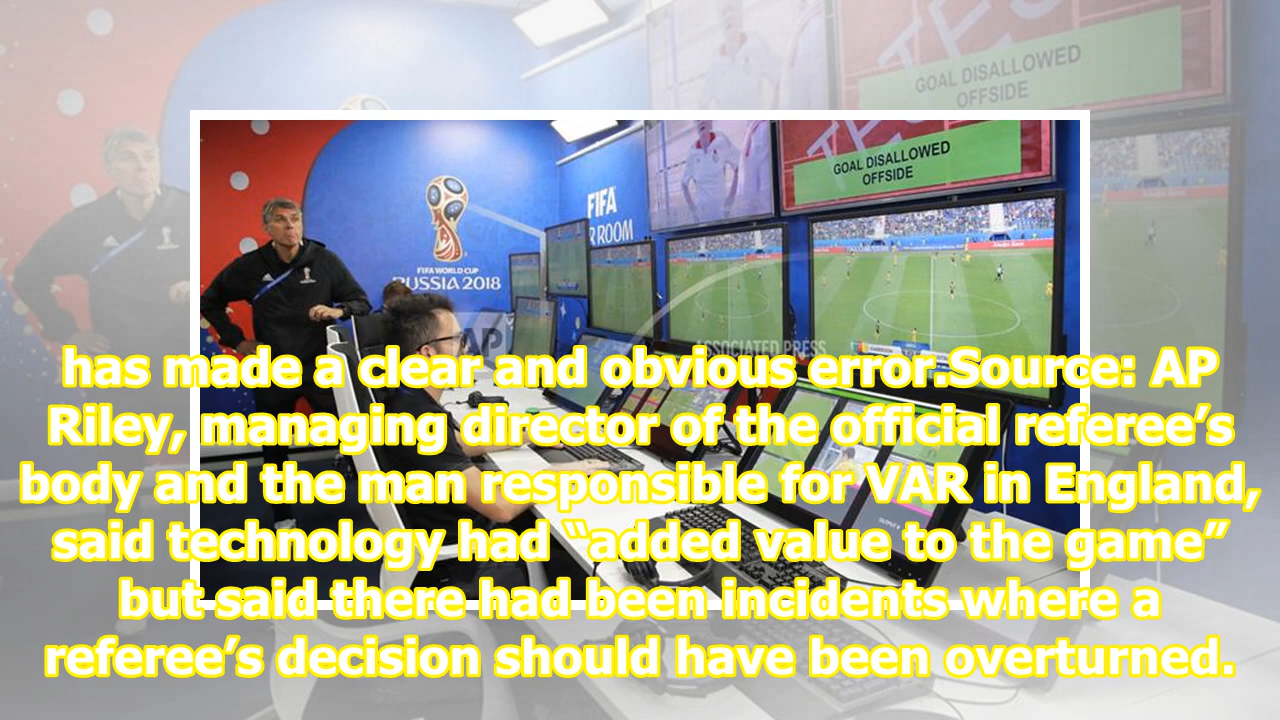 GOAL DISALLOWED
OFFSIDE
GOAL DISALLOWED
OFFSIDE
FIFA
ROOM
FIFA WORLD CUP
RUSSIA 2018
AP
ASSOCIATED PRESS
has made a clear and obvious error.Source: AP
Riley, managing director of the official referee’s
body and the man responsible for VAR in England,
said technology had “added value to the game”
but said there had been incidents where a
referee’s decision should have been overturned.